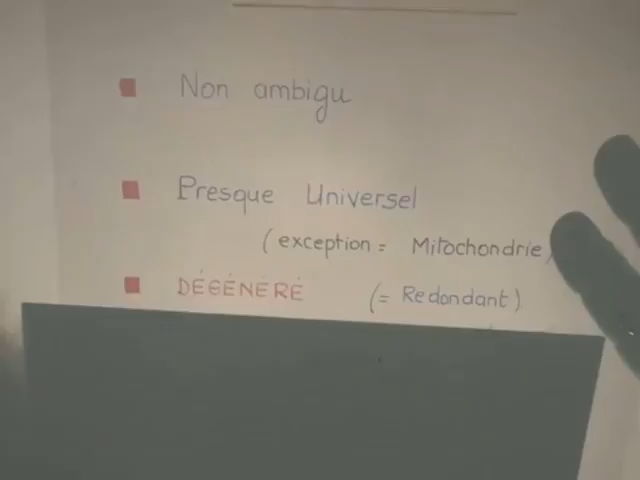 Non ambigu
Presque Universel
(exception = Mitochondrie)
DÉGÉNÉRÉ (= Redondant)